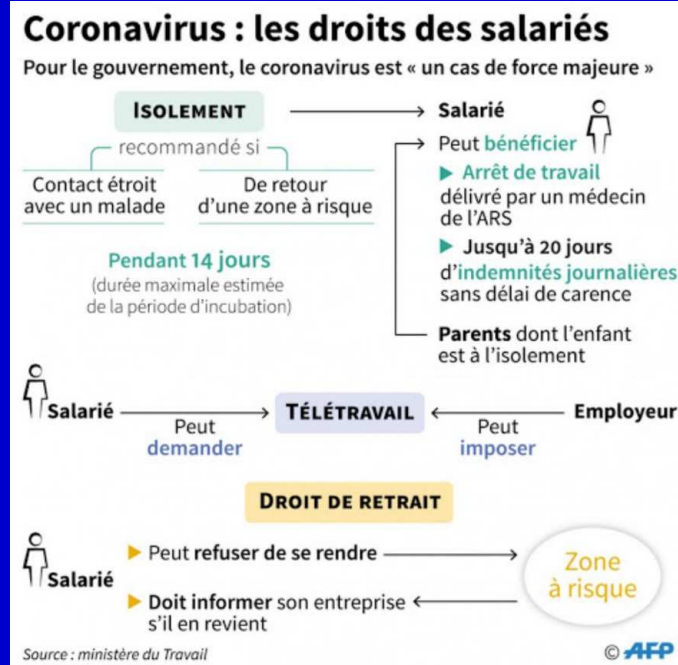 Coronavirus : les droits des salariés
Pour le gouvernement, le coronavirus est « un cas de force majeure »
ISOLEMENT
recommandé si
Contact étroit
avec un malade
De retour
d'une zone à risque
Pendant 14 jours
(durée maximale estimée
de la période d'incubation)
Salarié
Peut bénéficier
Arrêt de travail
délivré par un médecin
de l'ARS
Jusqu'à 20 jours
d'indemnités journalières
sans délai de carence
Parents dont l'enfant
est à l'isolement
Salarié
Peut
demander
TÉLÉTRAVAIL
Peut
imposer
Employeur
DROIT DE RETRAIT
Salarié
Peut refuser de se rendre
Doit informer son entreprise
s'il en revient
Zone
à risque
Source : ministère du Travail
© AFP